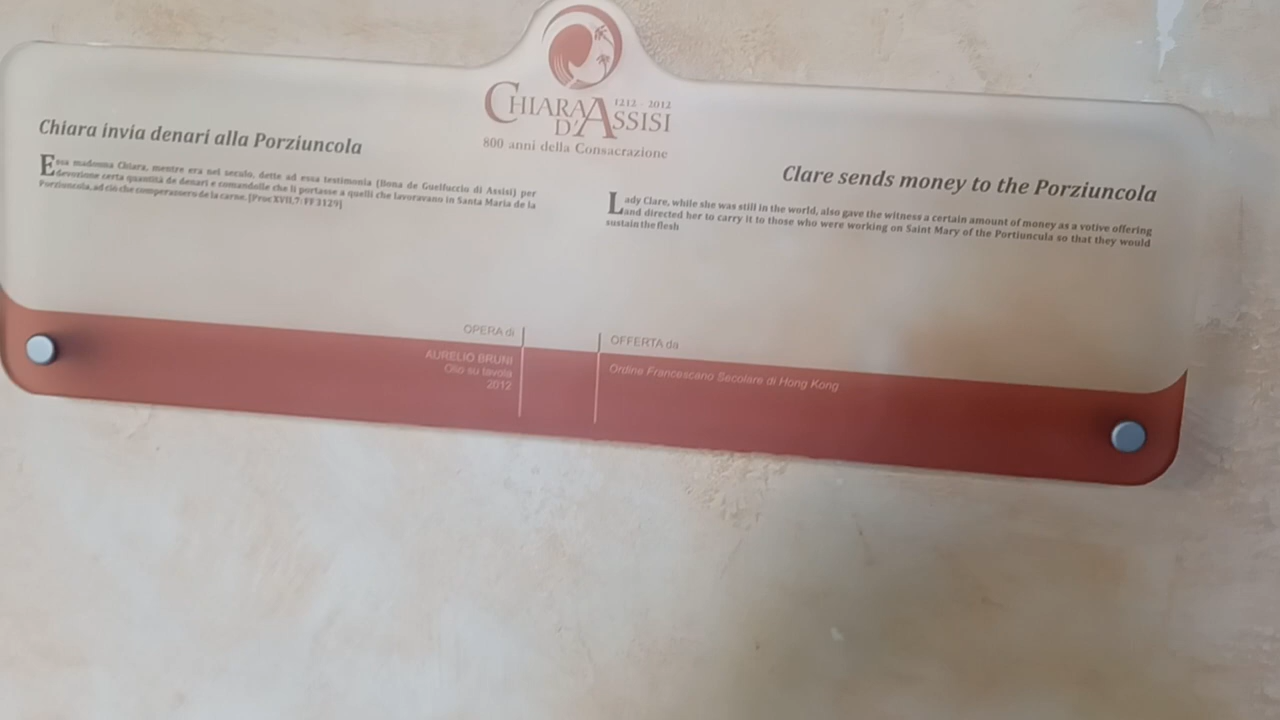 CHIARA D'ASSISI
1212 - 2012
800 anni della Consacrazione
Chiara invia denari alla Porziuncola
Essa madonna Chiara, mentre era nel seculo, dette ad essa testimonia [Bona de Guelfuccio di Assisi] per
devozione certa quantità de denari e comandolle che li portasse a quelli che lavoravano in Santa Maria de la
Porziuncola, ad ciò che comperassero de la carne. [Proc XVII,7: FF 3129]
Clare sends money to the Porziuncola
Lady Clare, while she was still in the world, also gave the witness a certain amount of money as a votive offering
and directed her to carry it to those who were working on Saint Mary of the Portiuncula so that they would
sustain the flesh
OPERA di
AURELIO BRUNI
Olio su tavola
2012
OFFERTA da
Ordine Francescano Secolare di Hong Kong